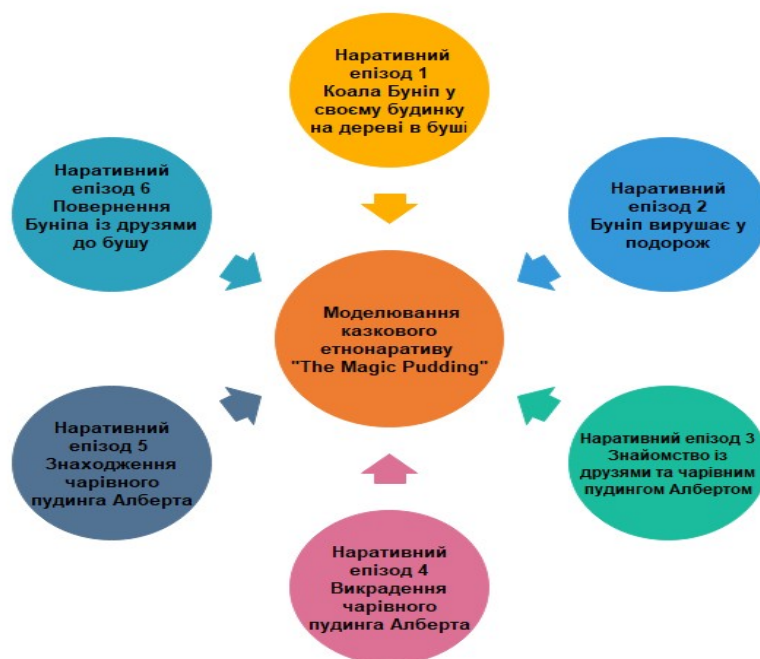 Наративний
епізод 1
Коала Буніп у
своєму будинку
на дереві в буші
Наративний
епізод 2
Буніп вирушає у
подорож
Наративний епізод 3
Знайомство із
друзями та чарівним
пудингом Албертом
Наративний
епізод 4
Викрадення
чарівного
пудинга Алберта
Наративний
епізод 5
Знаходження
чарівного
пудинга Алберта
Наративний
епізод 6
Повернення
Буніпа із друзями
до бушу
Моделювання
казкового
етнонаративу
"The Magic Pudding"